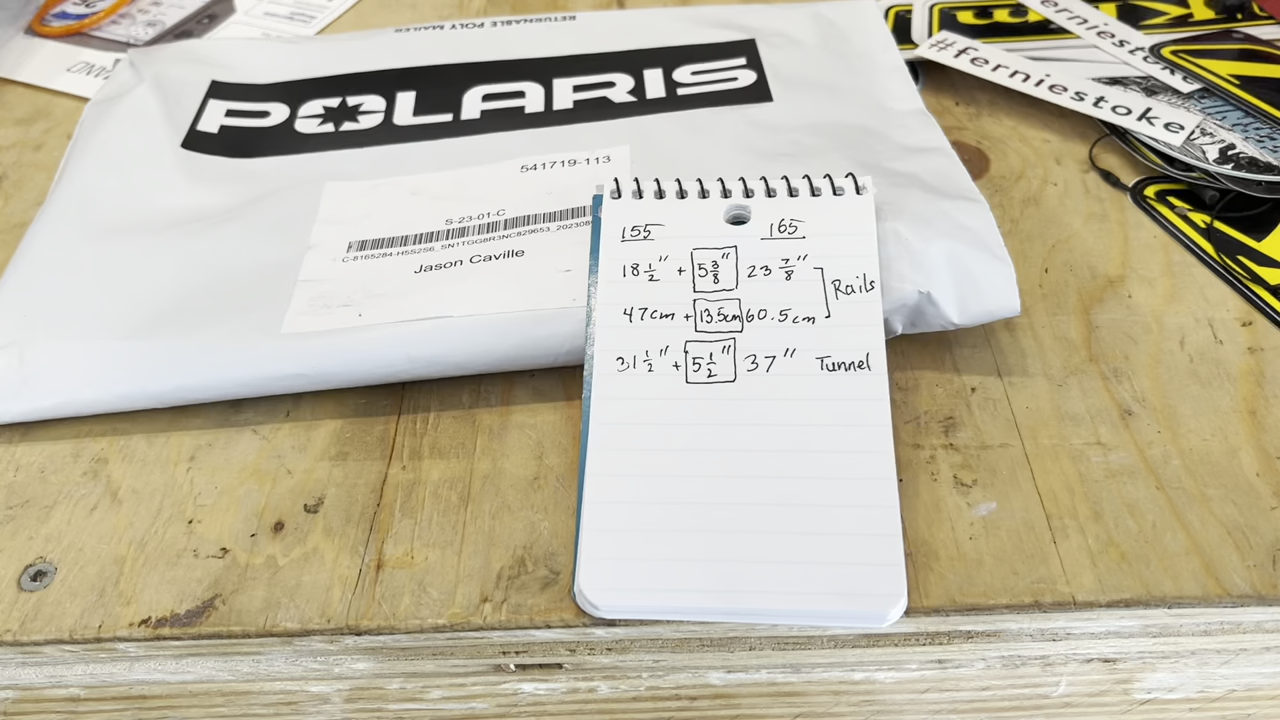 RETURNABLE POLY MAILER
POLARIS
541719-113
S-23-01-C
Jason Caville
#ferniestoke
ferniestoke
155 165
18 1/2" + 5 3/8" 23 7/8" Rails
47cm + 13.5cm 60.5cm
31 1/2" + 5 1/2" 37" Tunnel